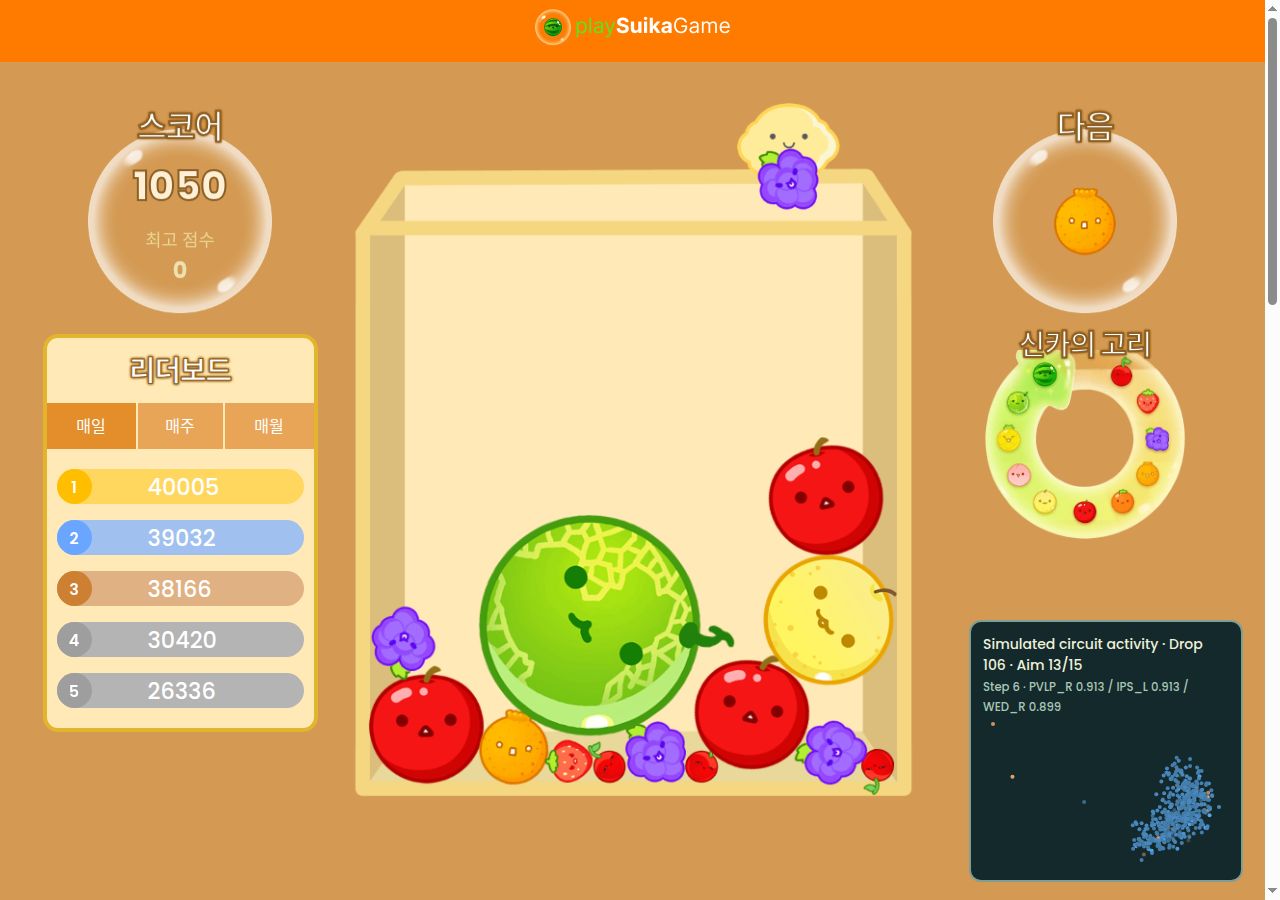 playSuikaGame
스코어
1050
최고 점수
0
다음
신카의 고리
리더보드
매일
매주
매월
1 40005
2 39032
3 38166
4 30420
5 26336
Simulated circuit activity · Drop
106 · Aim 13/15
Step 6 · PVLP_R 0.913 / IPS_L 0.913 /
WED_R 0.899